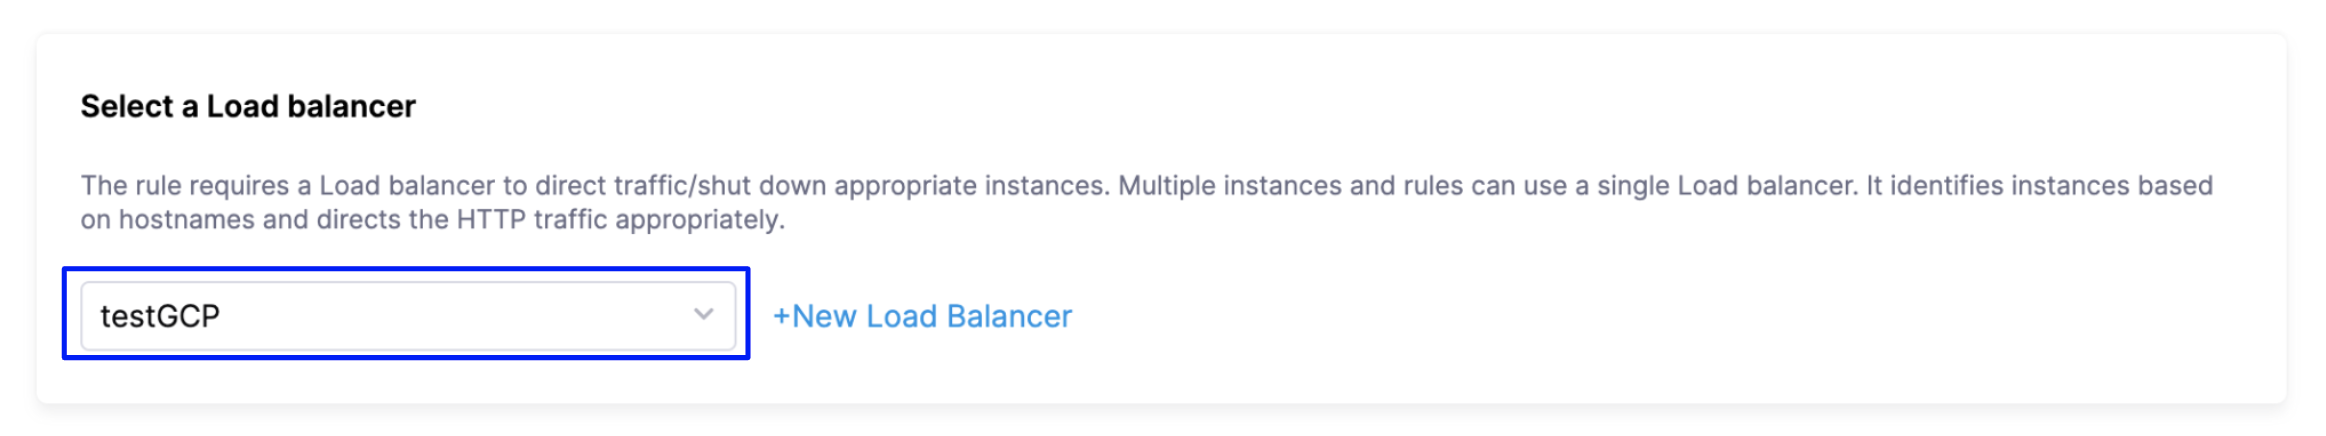 Select a Load balancer
The rule requires a Load balancer to direct traffic/shut down appropriate instances. Multiple instances and rules can use a single Load balancer. It identifies instances based
on hostnames and directs the HTTP traffic appropriately.
testGCP
+New Load Balancer